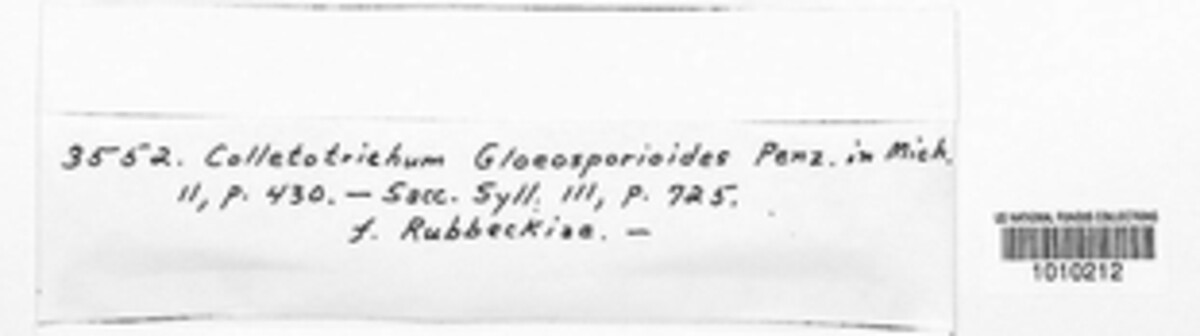 3552. Colletotrichum Gloeosporioides Penz. in Mich.
II, p. 430. — Sacc. Syll. III, p. 725.
f. Rubbeckiae. —
US NATIONAL FUNGUS COLLECTIONS
1010212